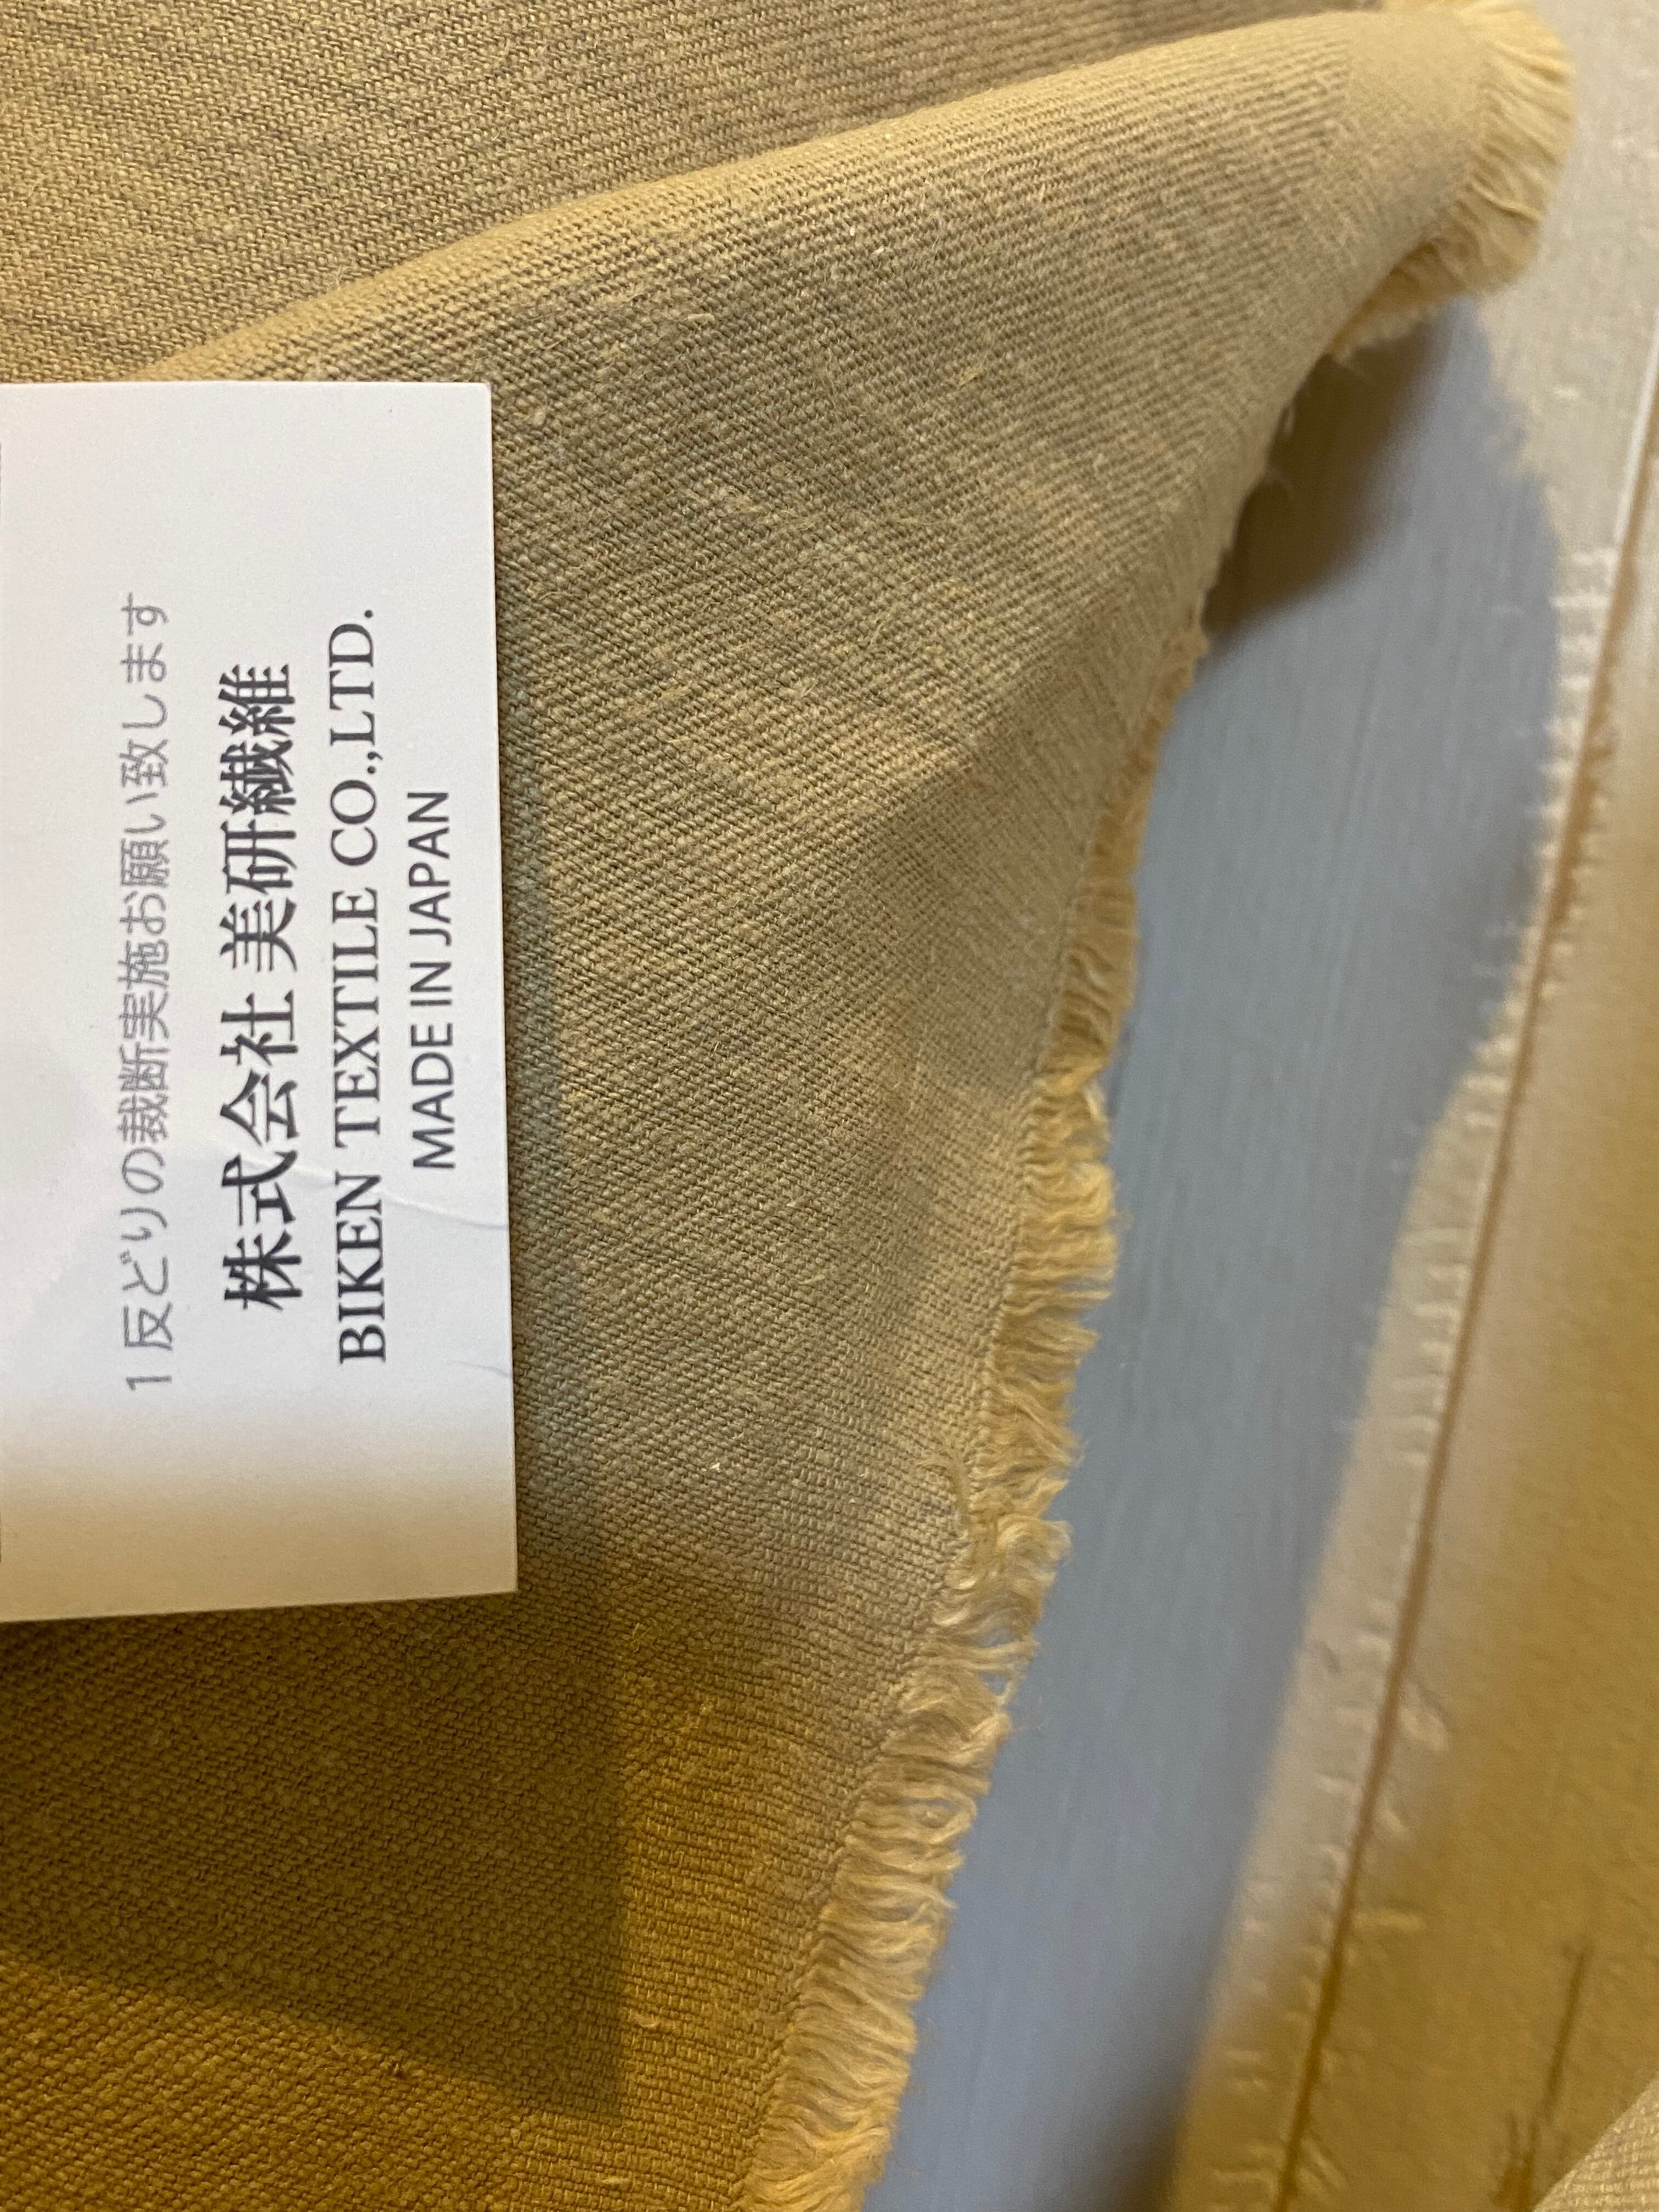 1反どりの裁断実施お願い致します
株式会社 美研繊維
BIKEN TEXTILE CO.,LTD.
MADE IN JAPAN